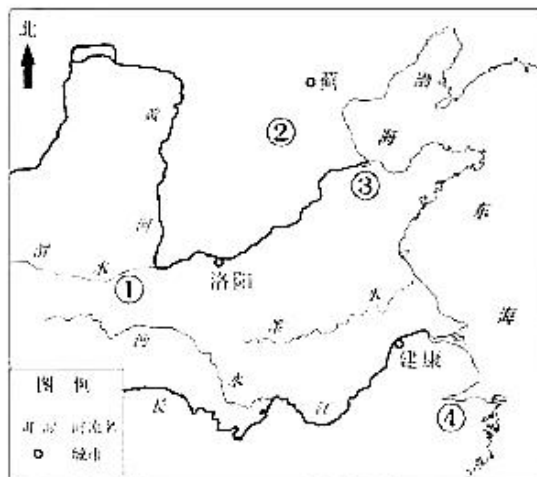 北
蓟
渤
黄
②
海
③
河
东
渭 水
①
洛阳
淮 水
海
沔 水
建康
长 江
④
图 例
城市